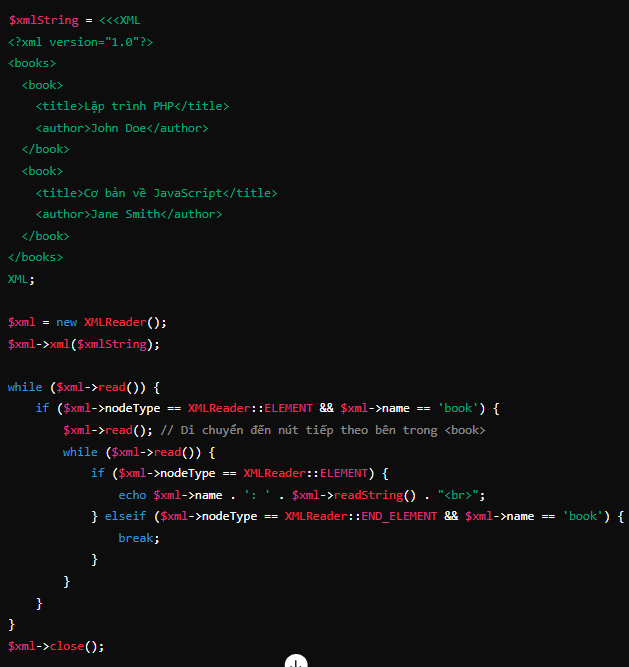 $xmlString = <<<XML
<?xml version="1.0"?>
<books>
  <book>
    <title>Lập trình PHP</title>
    <author>John Doe</author>
  </book>
  <book>
    <title>Cơ bản về JavaScript</title>
    <author>Jane Smith</author>
  </book>
</books>
XML;

$xml = new XMLReader();
$xml->xml($xmlString);

while ($xml->read()) {
    if ($xml->nodeType == XMLReader::ELEMENT && $xml->name == 'book') {
        $xml->read(); // Di chuyển đến nút tiếp theo bên trong <book>
        while ($xml->read()) {
            if ($xml->nodeType == XMLReader::ELEMENT) {
                echo $xml->name . ': ' . $xml->readString() . "<br>";
            } elseif ($xml->nodeType == XMLReader::END_ELEMENT && $xml->name == 'book') {
                break;
            }
        }
    }
}
$xml->close();